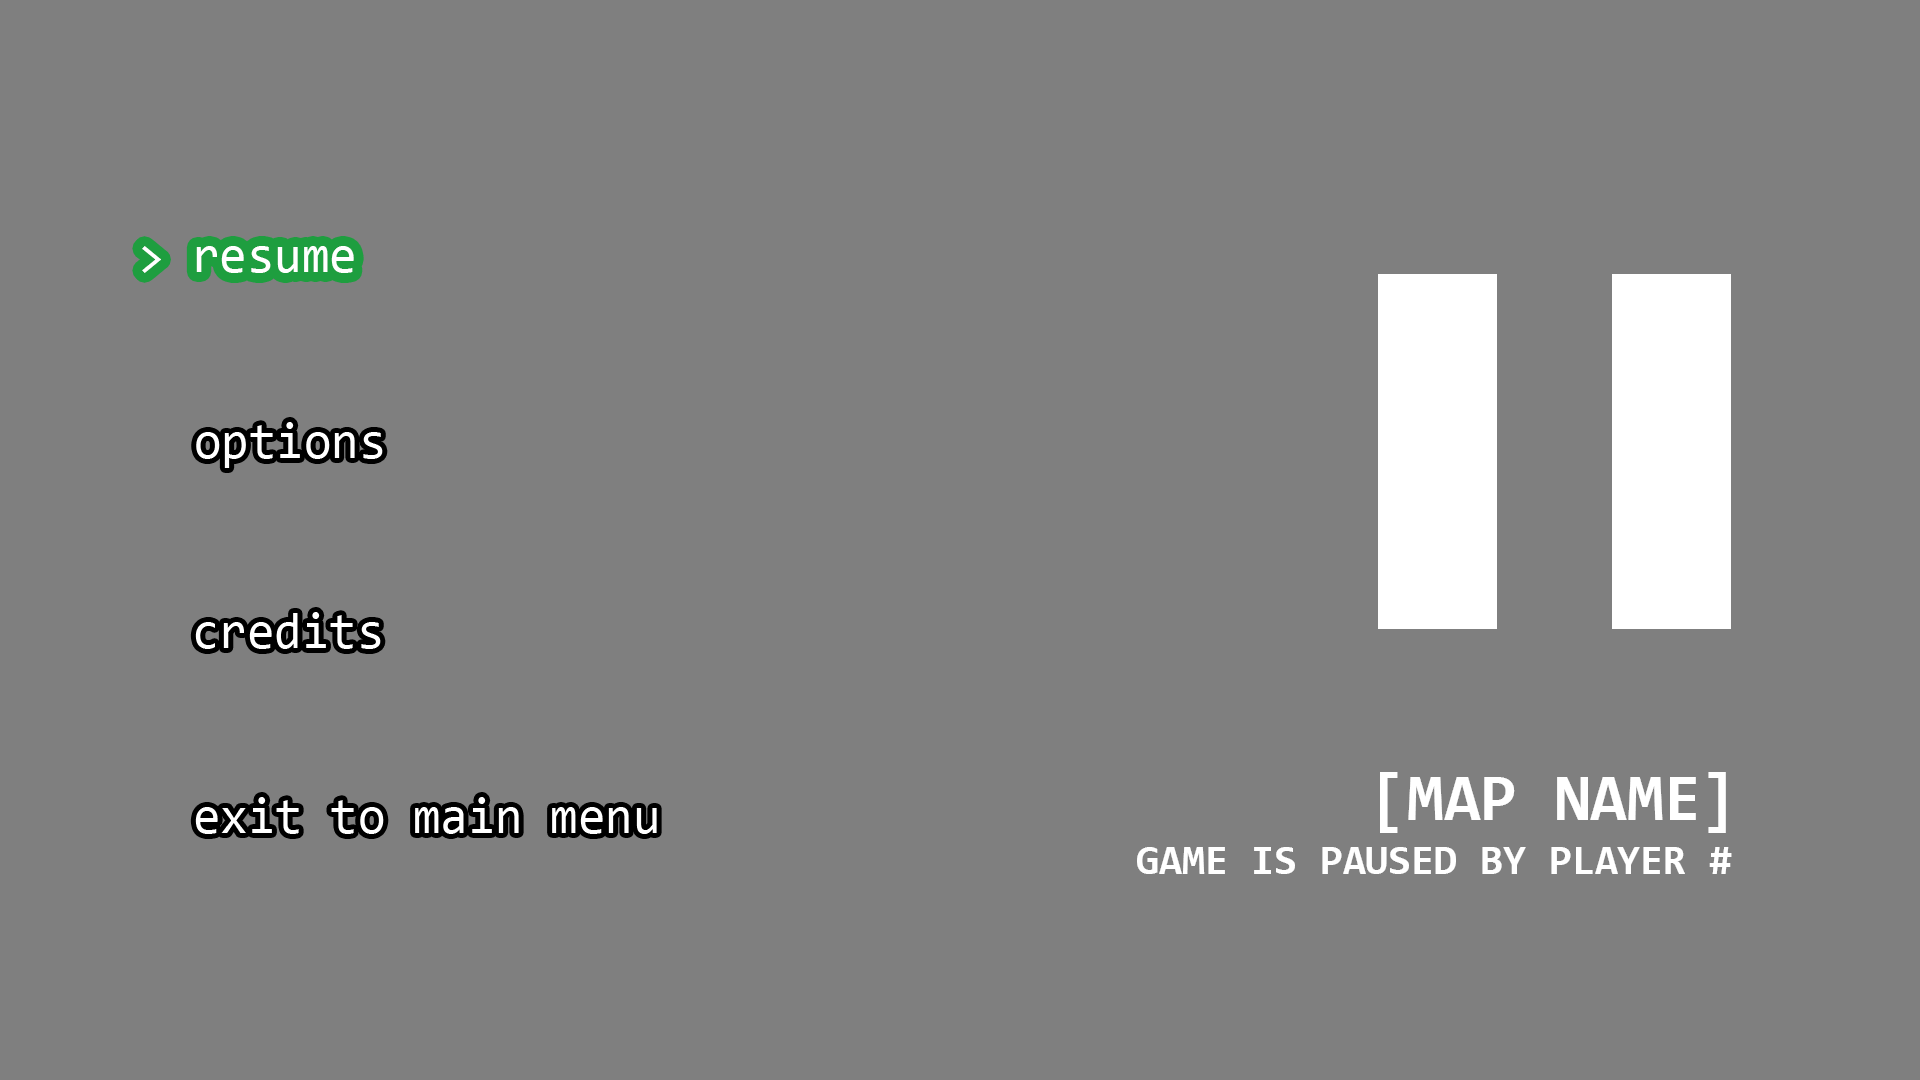 > resume
options
credits
exit to main menu
[MAP NAME]
GAME IS PAUSED BY PLAYER #